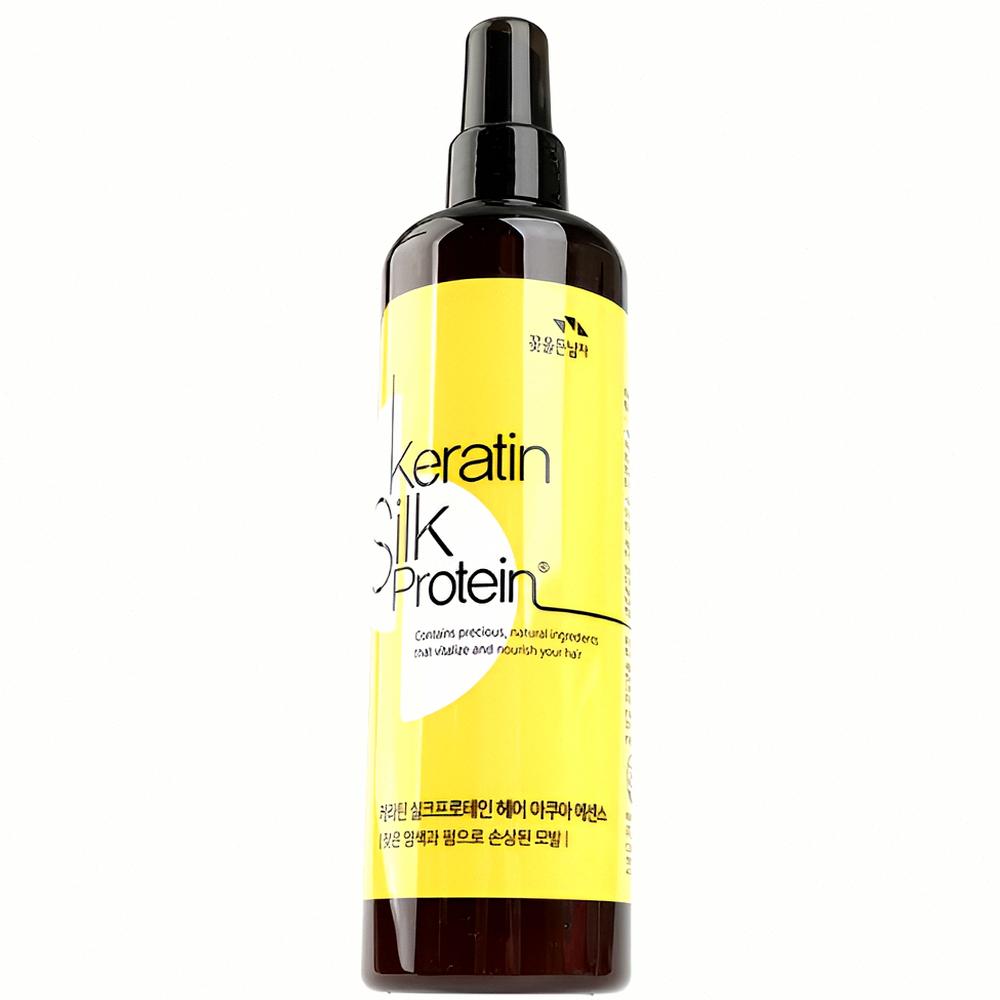 꽃을든남자
Keratin
Silk
Protein®
Contains precious, natural ingredients
that vitalize and nourish your hair
케라틴 실크프로테인 헤어 아쿠아 에센스
| 잦은 염색과 펌으로 손상된 모발 |